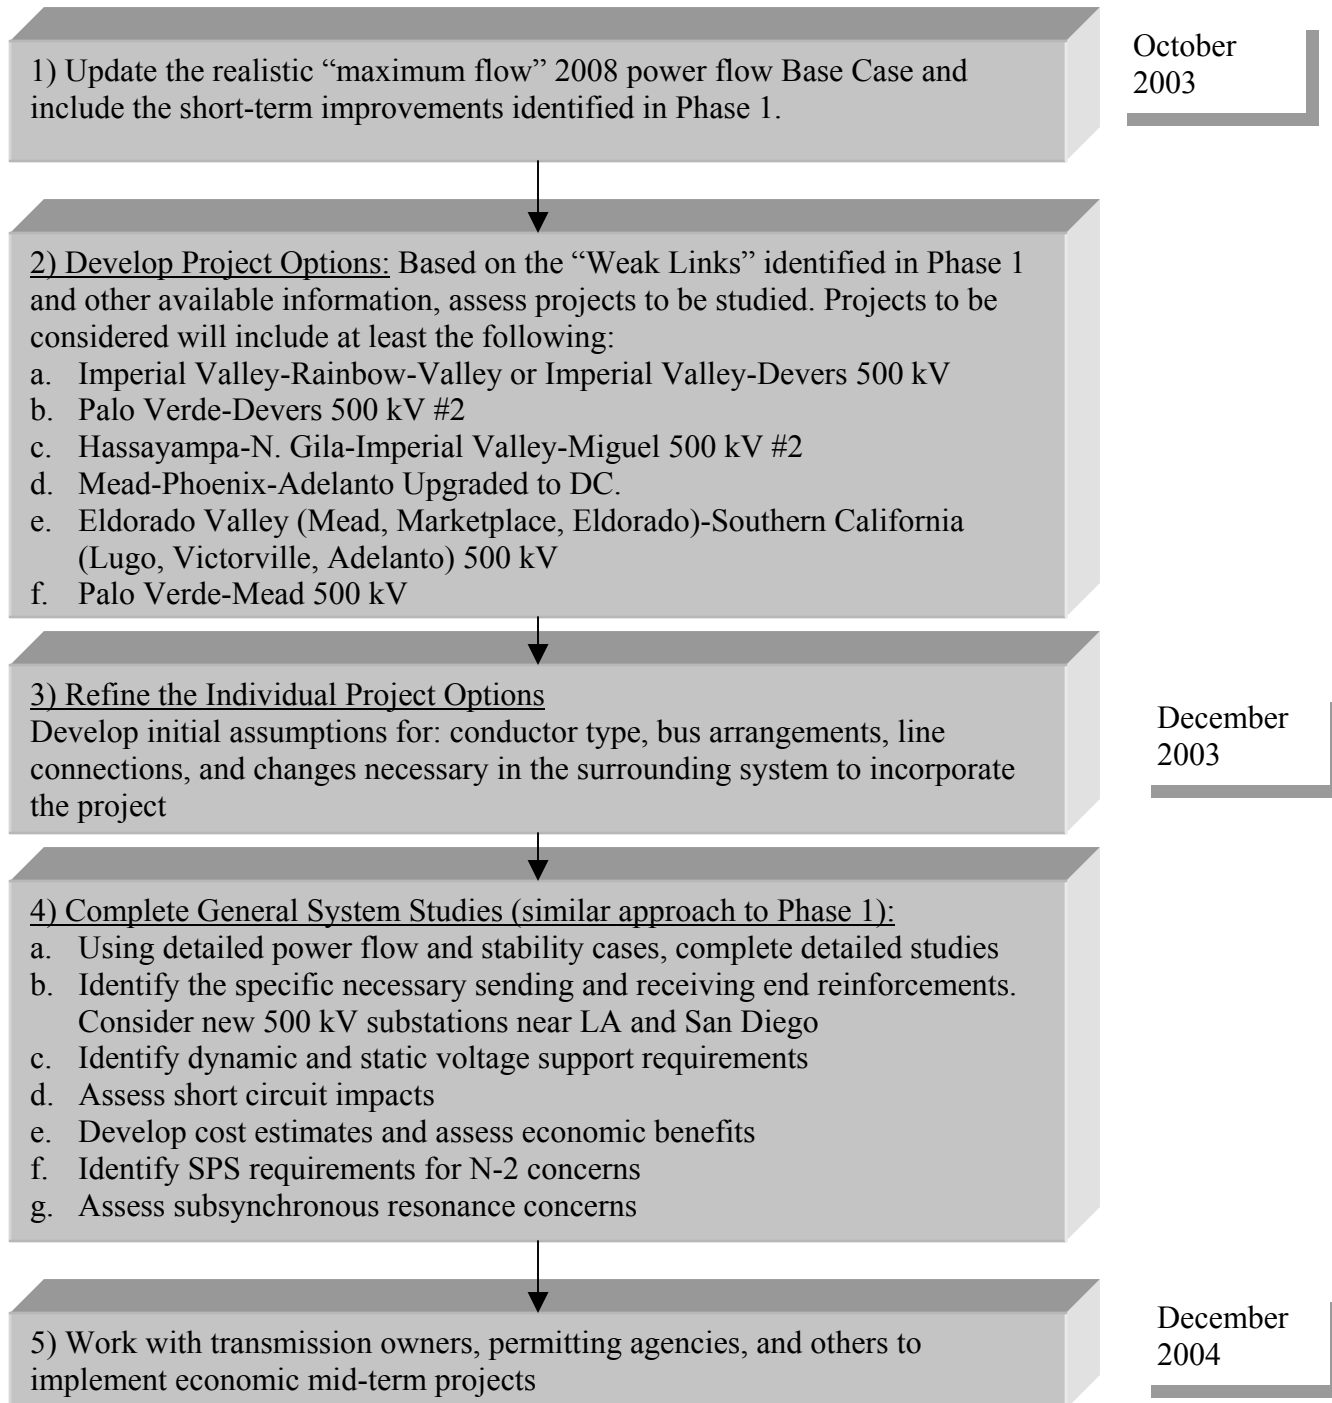 1) Update the realistic “maximum flow” 2008 power flow Base Case and
include the short-term improvements identified in Phase 1.
October
2003
2) Develop Project Options: Based on the “Weak Links” identified in Phase 1
and other available information, assess projects to be studied. Projects to be
considered will include at least the following:
a. Imperial Valley-Rainbow-Valley or Imperial Valley-Devers 500 kV
b. Palo Verde-Devers 500 kV #2
c. Hassayampa-N. Gila-Imperial Valley-Miguel 500 kV #2
d. Mead-Phoenix-Adelanto Upgraded to DC.
e. Eldorado Valley (Mead, Marketplace, Eldorado)-Southern California
(Lugo, Victorville, Adelanto) 500 kV
f. Palo Verde-Mead 500 kV
3) Refine the Individual Project Options
Develop initial assumptions for: conductor type, bus arrangements, line
connections, and changes necessary in the surrounding system to incorporate
the project
December
2003
4) Complete General System Studies (similar approach to Phase 1):
a. Using detailed power flow and stability cases, complete detailed studies
b. Identify the specific necessary sending and receiving end reinforcements.
Consider new 500 kV substations near LA and San Diego
c. Identify dynamic and static voltage support requirements
d. Assess short circuit impacts
e. Develop cost estimates and assess economic benefits
f. Identify SPS requirements for N-2 concerns
g. Assess subsynchronous resonance concerns
5) Work with transmission owners, permitting agencies, and others to
implement economic mid-term projects
December
2004